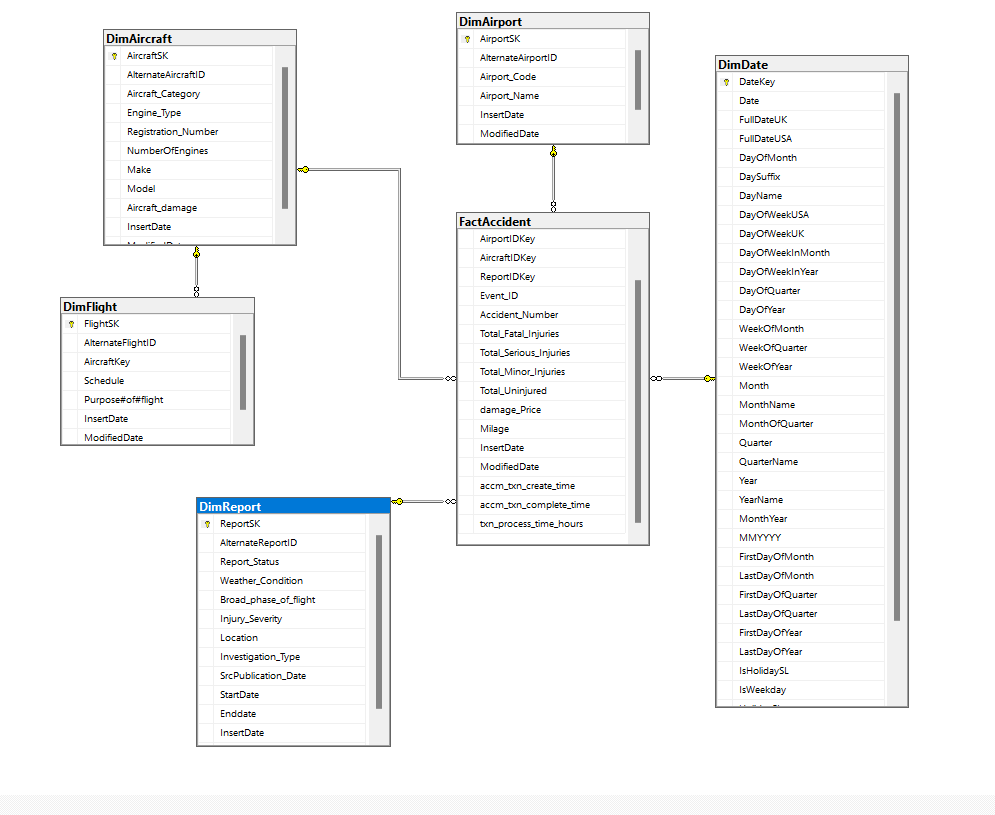 DimAircraft
AircraftSK
AlternateAircraftID
Aircraft_Category
Engine_Type
Registration_Number
NumberOfEngines
Make
Model
Aircraft_damage
InsertDate
DimFlight
FlightSK
AlternateFlightID
AircraftKey
Schedule
Purpose#of#flight
InsertDate
ModifiedDate
DimReport
ReportSK
AlternateReportID
Report_Status
Weather_Condition
Broad_phase_of_flight
Injury_Severity
Location
Investigation_Type
SrcPublication_Date
StartDate
Enddate
InsertDate
DimAirport
AirportSK
AlternateAirportID
Airport_Code
Airport_Name
InsertDate
ModifiedDate
FactAccident
AirportIDKey
AircraftIDKey
ReportIDKey
Event_ID
Accident_Number
Total_Fatal_Injuries
Total_Serious_Injuries
Total_Minor_Injuries
Total_Uninjured
damage_Price
Milage
InsertDate
ModifiedDate
accm_txn_create_time
accm_txn_complete_time
txn_process_time_hours
DimDate
DateKey
Date
FullDateUK
FullDateUSA
DayOfMonth
DaySuffix
DayName
DayOfWeekUSA
DayOfWeekUK
DayOfWeekInMonth
DayOfWeekInYear
DayOfQuarter
DayOfYear
WeekOfMonth
WeekOfQuarter
WeekOfYear
Month
MonthName
MonthOfQuarter
Quarter
QuarterName
Year
YearName
MonthYear
MMYYYY
FirstDayOfMonth
LastDayOfMonth
FirstDayOfQuarter
LastDayOfQuarter
FirstDayOfYear
LastDayOfYear
IsHolidaySL
IsWeekday